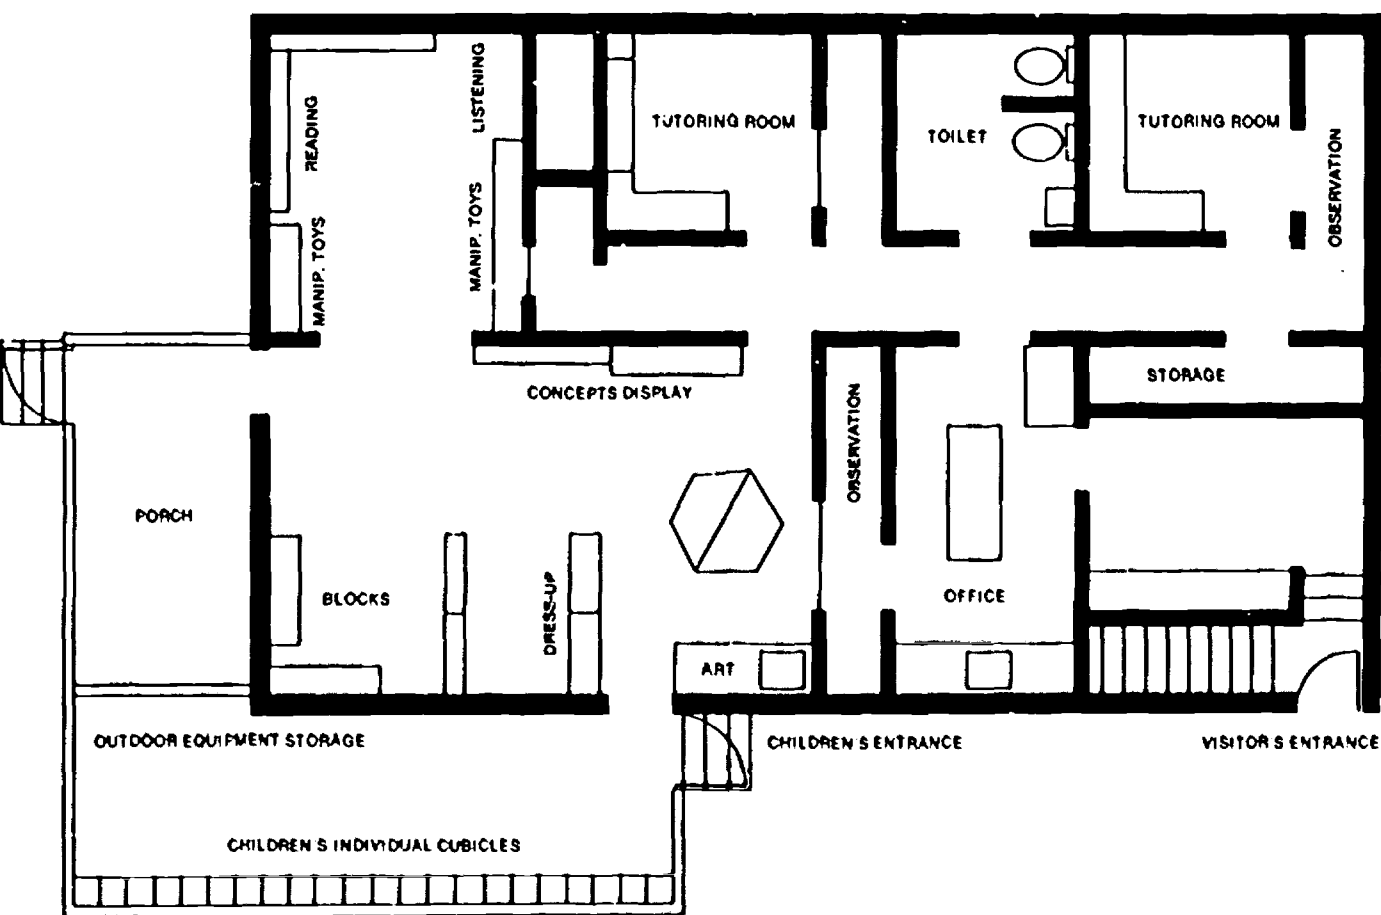 LISTENING
READING
TUTORING ROOM
TOILET
TUTORING ROOM
OBSERVATION
MANIP. TOYS
MANIP. TOYS
STORAGE
CONCEPTS DISPLAY
OBSERVATION
PORCH
BLOCKS
DRESS-UP
OFFICE
ART
OUTDOOR EQUIPMENT STORAGE
CHILDREN'S ENTRANCE
VISITOR'S ENTRANCE
CHILDREN'S INDIVIDUAL CUBICLES